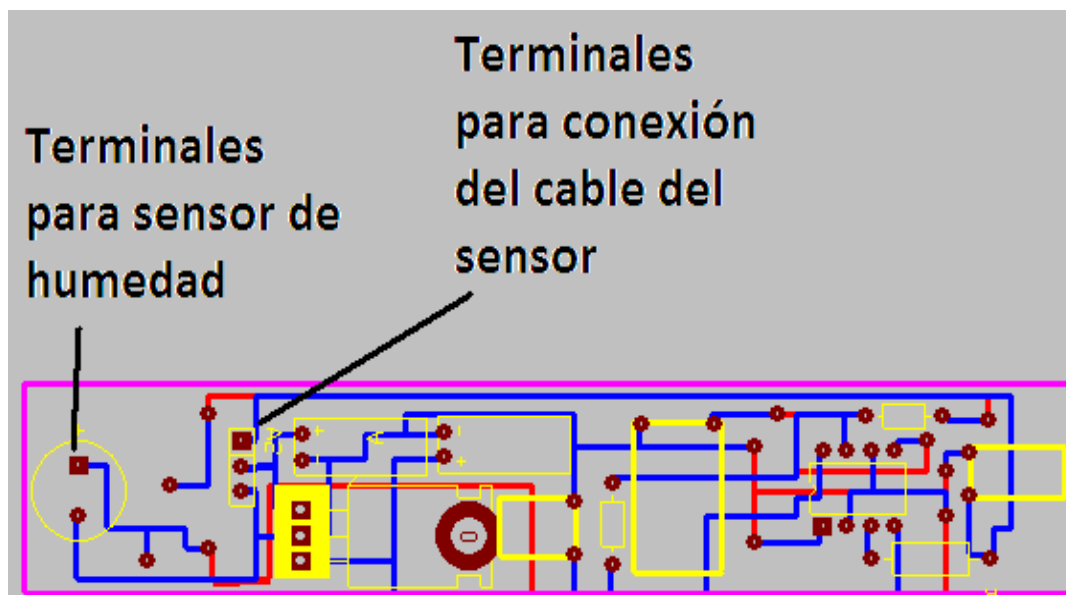 Terminales
para sensor de
humedad
Terminales
para conexión
del cable del
sensor